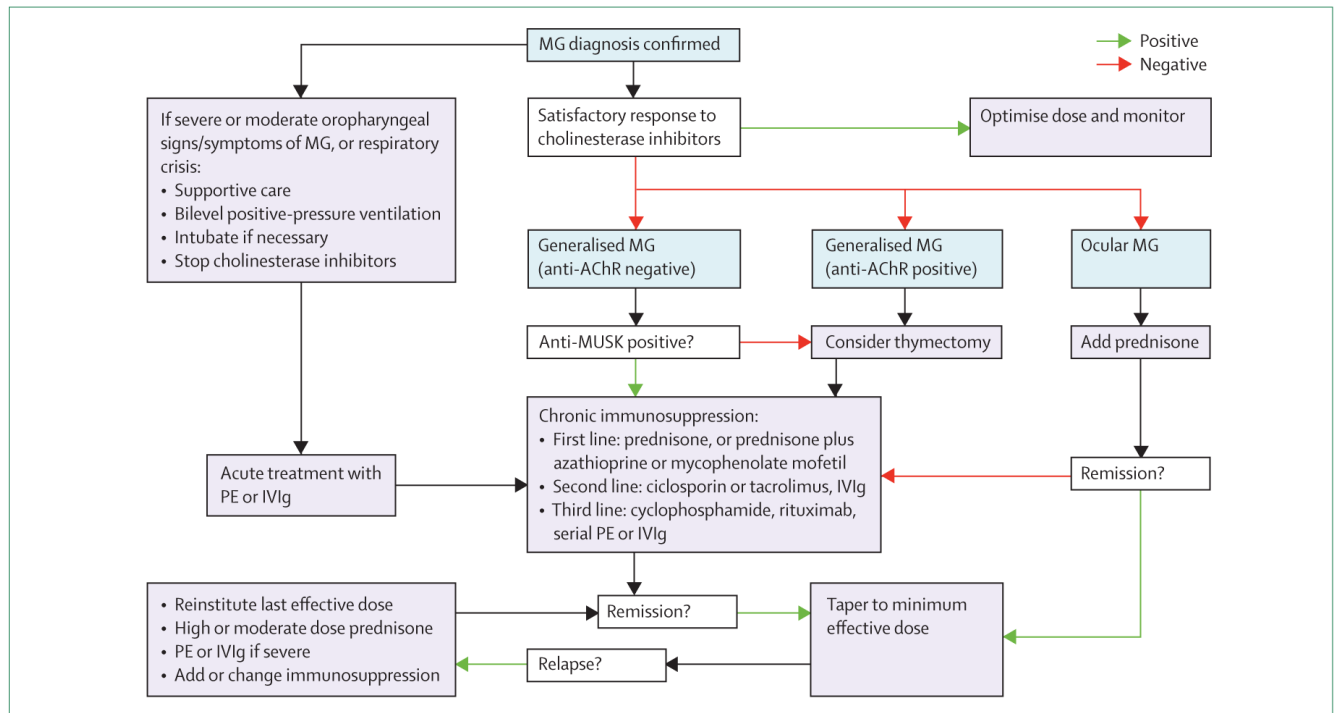 MG diagnosis confirmed
Positive
Negative
If severe or moderate oropharyngeal
signs/symptoms of MG, or respiratory
crisis:
• Supportive care
• Bilevel positive-pressure ventilation
• Intubate if necessary
• Stop cholinesterase inhibitors
Satisfactory response to
cholinesterase inhibitors
Optimise dose and monitor
Generalised MG
(anti-AChR negative)
Generalised MG
(anti-AChR positive)
Ocular MG
Anti-MUSK positive?
Consider thymectomy
Add prednisone
Acute treatment with
PE or IVIg
Chronic immunosuppression:
• First line: prednisone, or prednisone plus
azathioprine or mycophenolate mofetil
• Second line: ciclosporin or tacrolimus, IVIg
• Third line: cyclophosphamide, rituximab,
serial PE or IVIg
Remission?
• Reinstitute last effective dose
• High or moderate dose prednisone
• PE or IVIg if severe
• Add or change immunosuppression
Remission?
Relapse?
Taper to minimum
effective dose